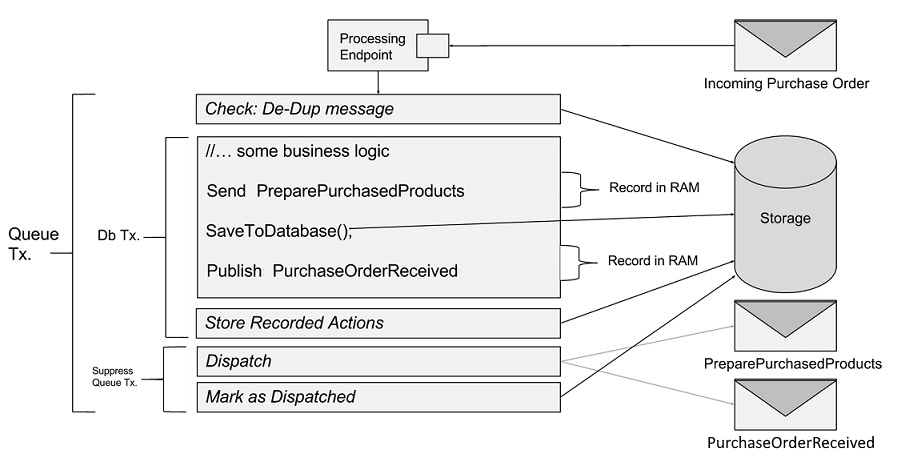 Processing
Endpoint
Incoming Purchase Order
Check: De-Dup message
//... some business logic
Send PreparePurchasedProducts
Record in RAM
SaveToDatabase();
Storage
Queue
Tx.
Db Tx.
Publish PurchaseOrderReceived
Record in RAM
Store Recorded Actions
Dispatch
PreparePurchasedProducts
Suppress
Queue Tx.
Mark as Dispatched
PurchaseOrderReceived